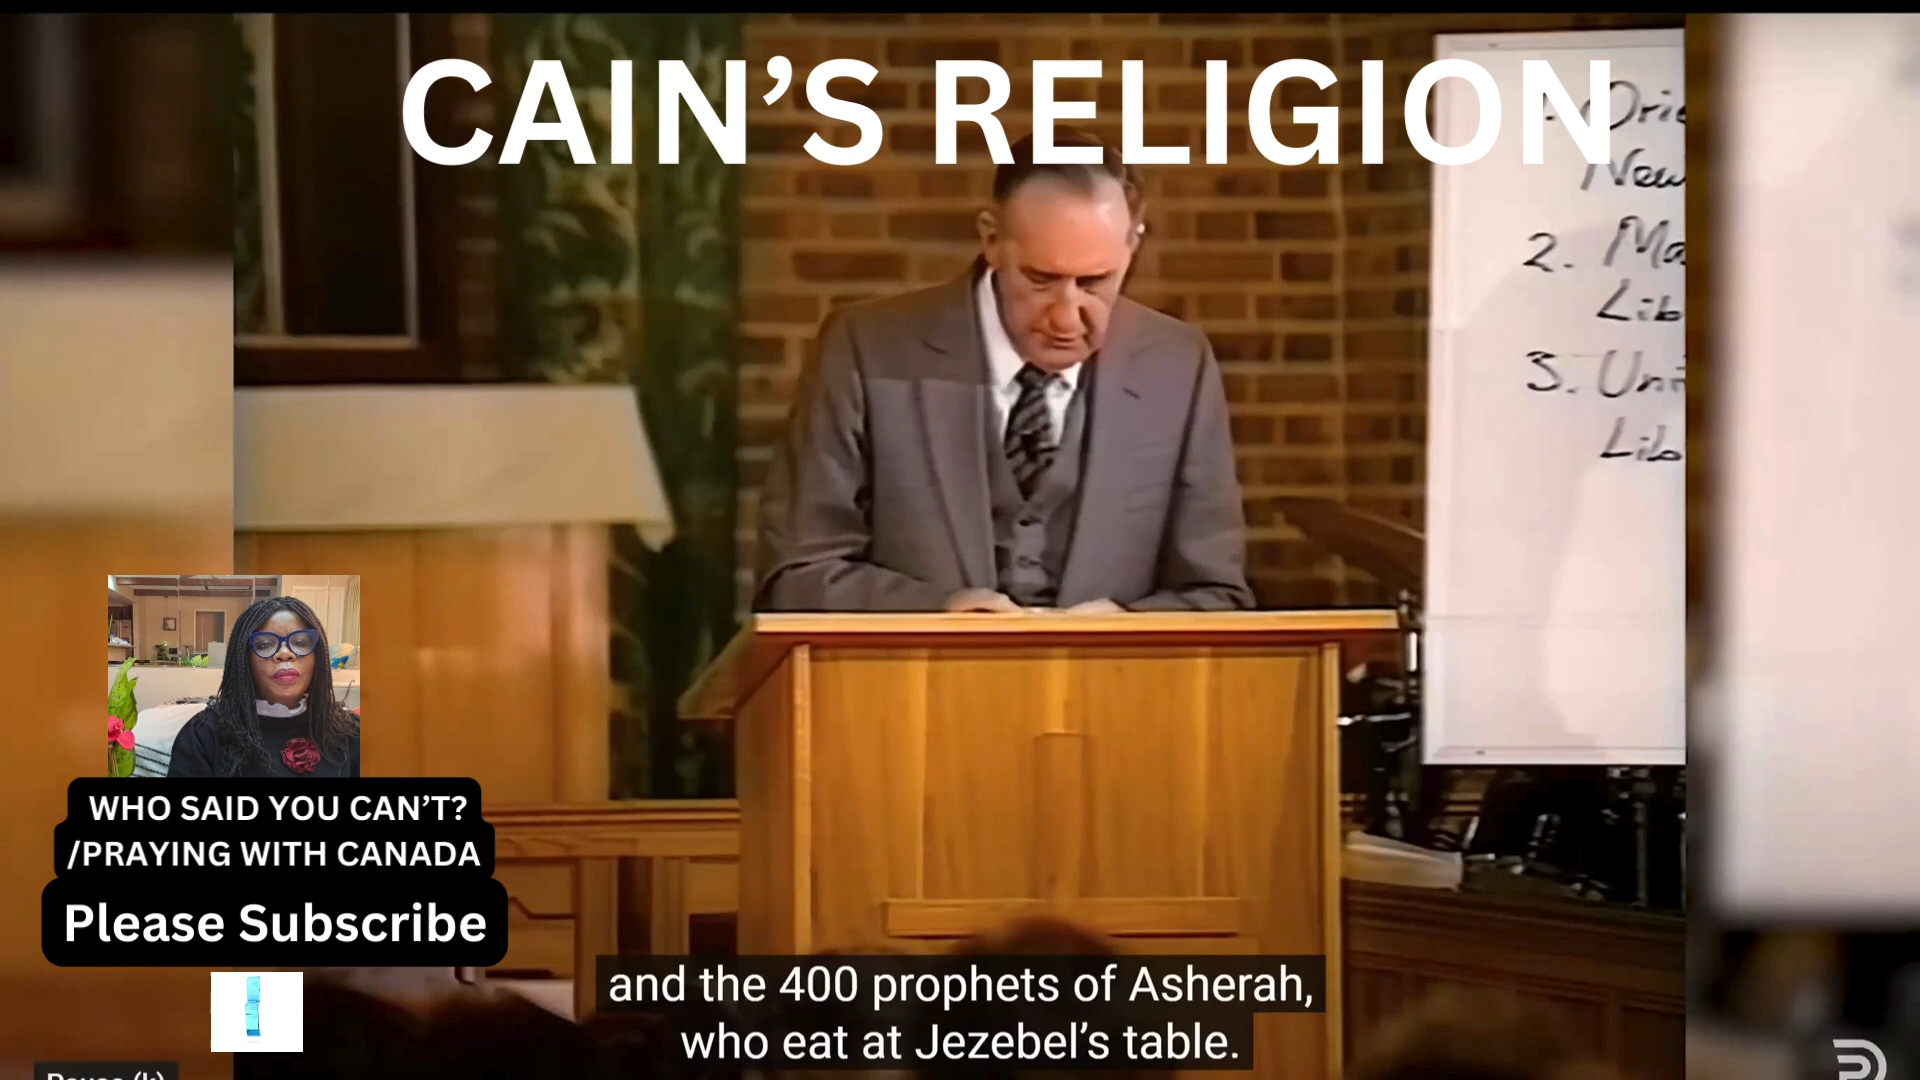 CAIN’S RELIGION
2.
3.
WHO SAID YOU CAN’T?
/PRAYING WITH CANADA
Please Subscribe
and the 400 prophets of Asherah,
who eat at Jezebel’s table.